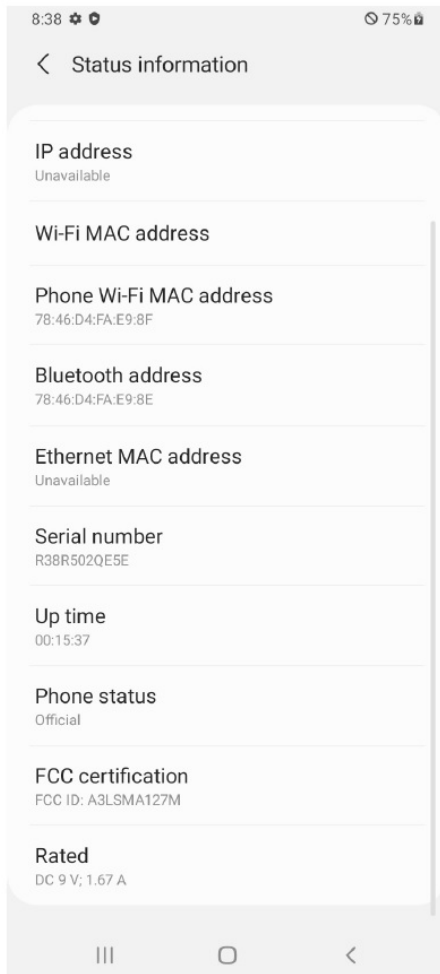 8:38 75%
Status information
IP address
Unavailable
Wi-Fi MAC address
Phone Wi-Fi MAC address
78:46:D4:FA:E9:8F
Bluetooth address
78:46:D4:FA:E9:8E
Ethernet MAC address
Unavailable
Serial number
R38R502QE5E
Up time
00:15:37
Phone status
Official
FCC certification
FCC ID: A3LSMA127M
Rated
DC 9 V; 1.67 A